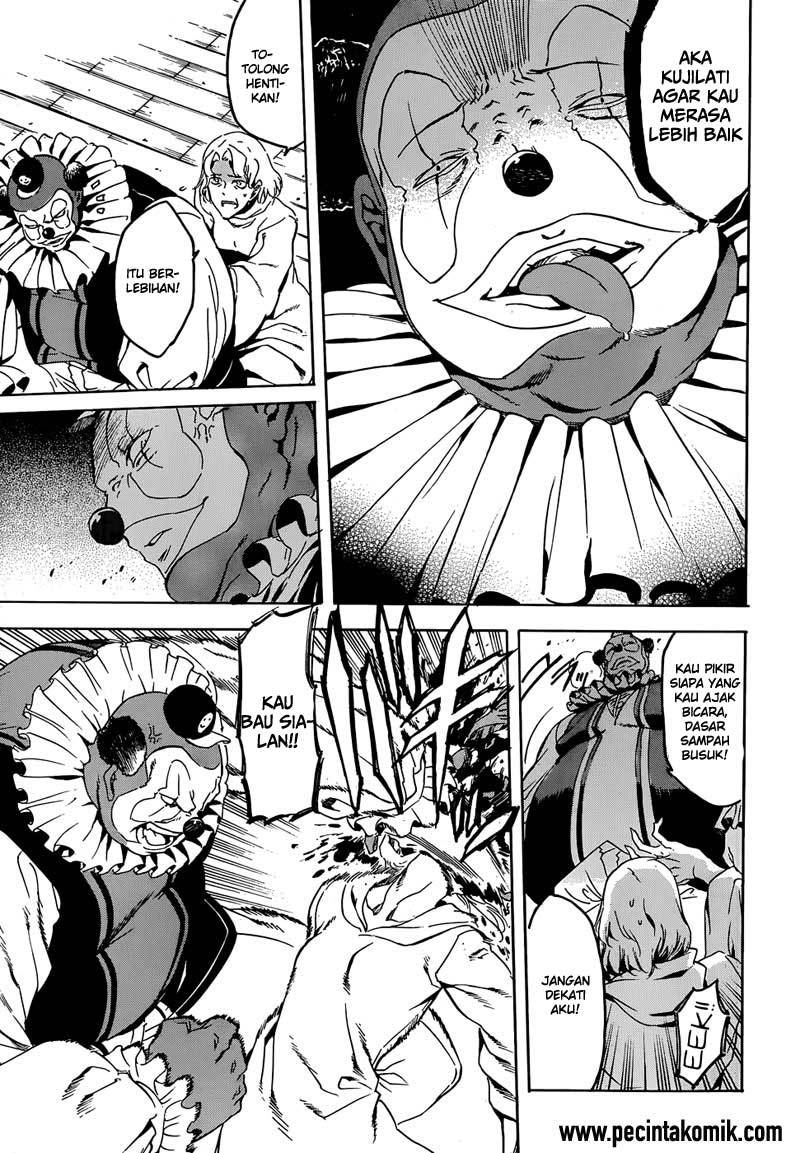 AKA
KUJILATI
AGAR KAU
MERASA
LEBIH BAIK
TO-
TOLONG
HENTI-
KAN!
ITU BER-
LEBIHAN!
KAU PIKIR
SIAPA YANG
KAU AJAK
BICARA,
DASAR
SAMPAH
BUSUK!
JANGAN
DEKATI
AKU!
EEK!!
KAU
BAU SIA-
LAN!!
www.pecintakomik.com